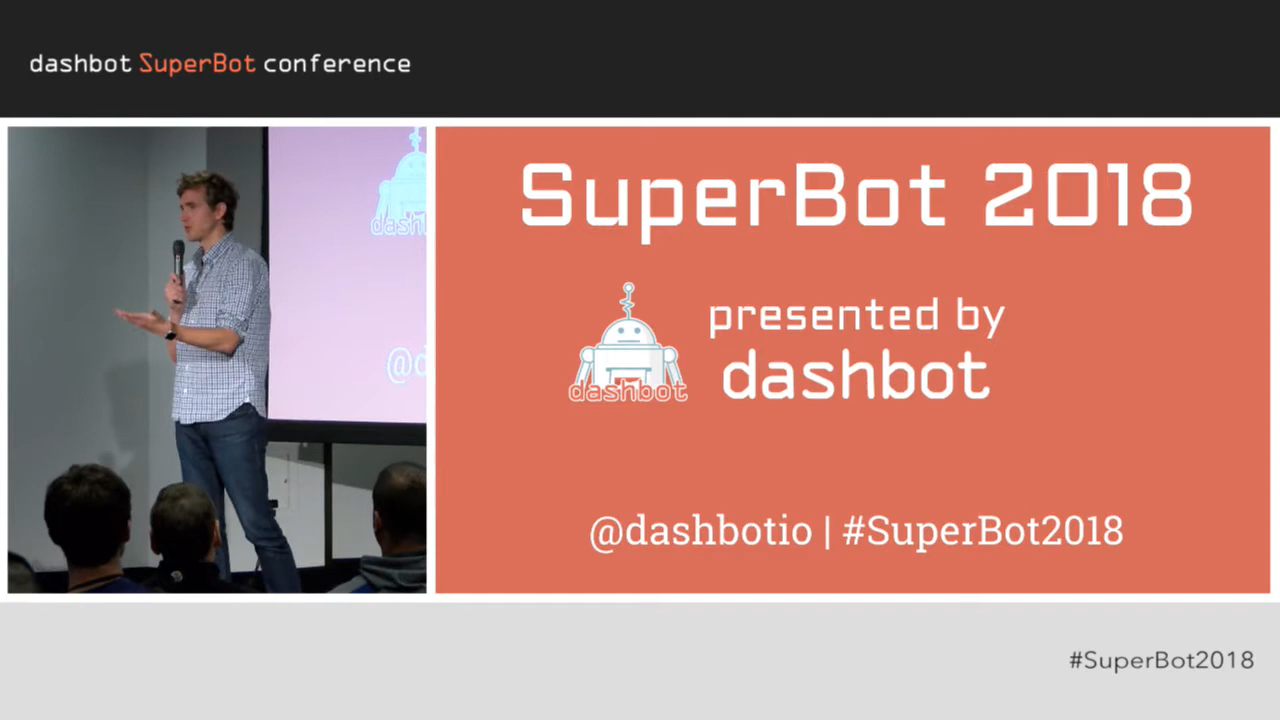 dashbot SuperBot conference
SuperBot 2018
presented by
dashbot
dashbot
@dashbotio | #SuperBot2018
#SuperBot2018